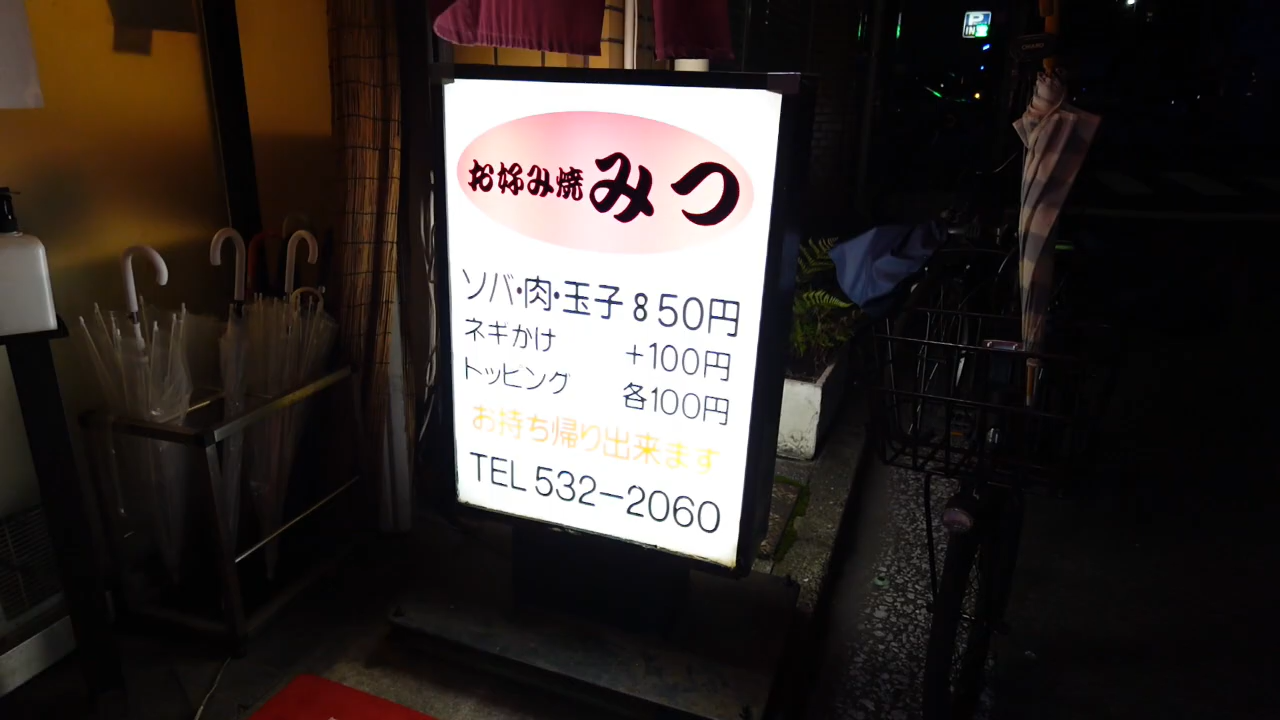 お好み焼 みつ
ソバ・肉・玉子 850円
ネギかけ +100円
トッピング 各100円
お持ち帰り出来ます
TEL 532-2060
P
IN